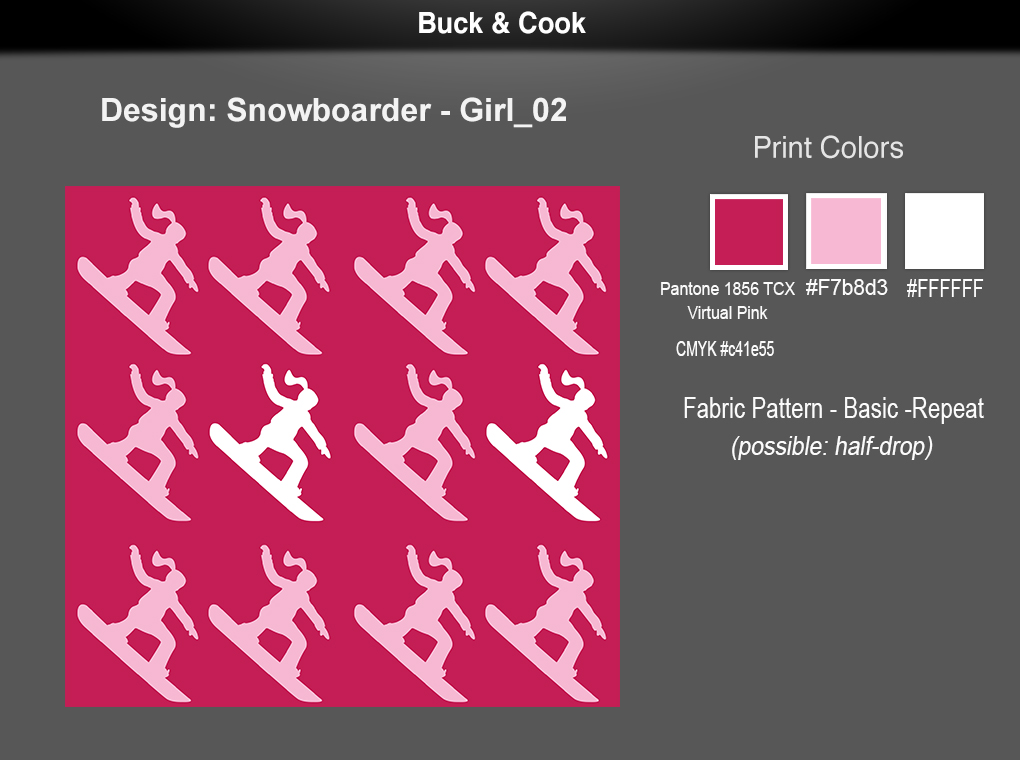 Buck & Cook
Design: Snowboarder - Girl_02
Print Colors
Pantone 1856 TCX
Virtual Pink
CMYK #c41e55
#F7b8d3
#FFFFFF
Fabric Pattern - Basic -Repeat
(possible: half-drop)